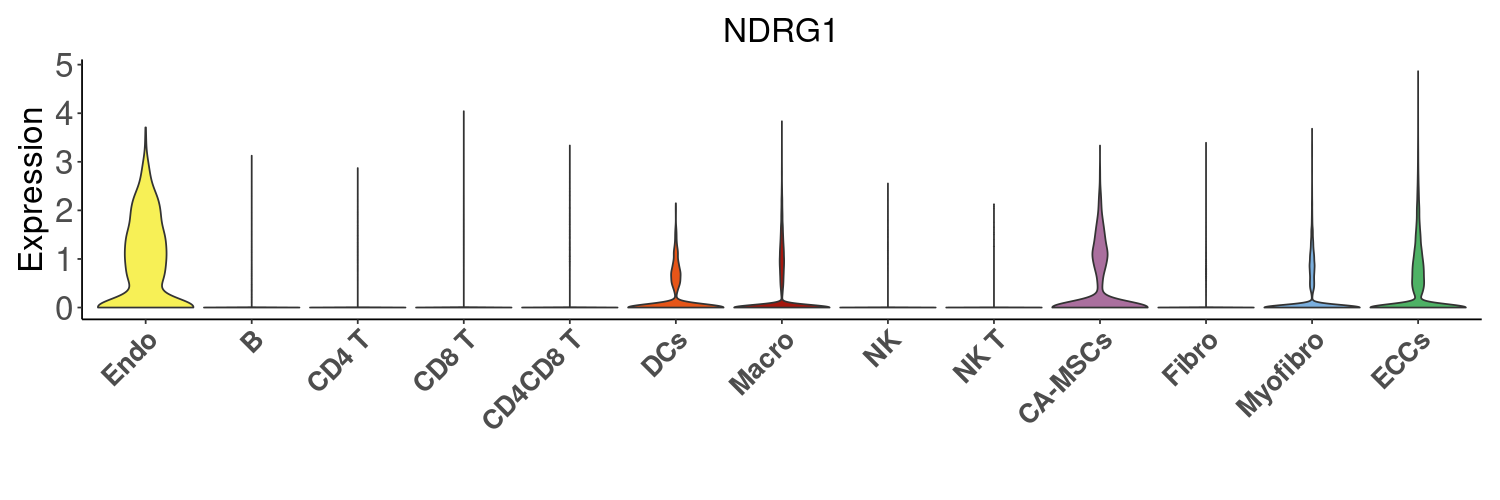 NDRG1
Expression
5
4
3
2
1
0
Endo
B
CD4 T
CD8 T
CD4CD8 T
DCs
Macro
NK
NK T
CA-MSCs
Fibro
Myofibro
ECCs